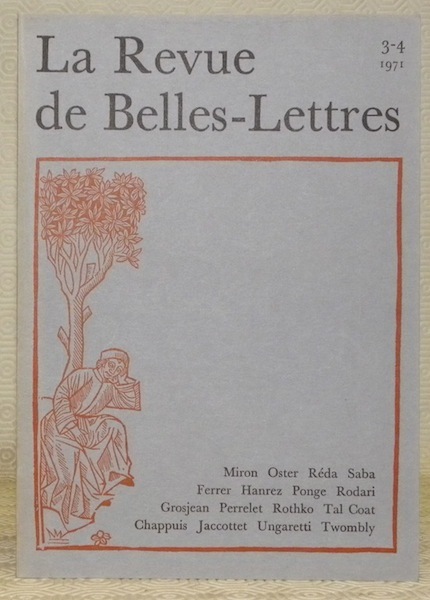 La Revue
de Belles-Lettres
3-4
1971
Miron Oster Réda Saba
Ferrer Hanrez Ponge Rodari
Grosjean Perrelet Rothko Tal Coat
Chappuis Jaccottet Ungaretti Twombly